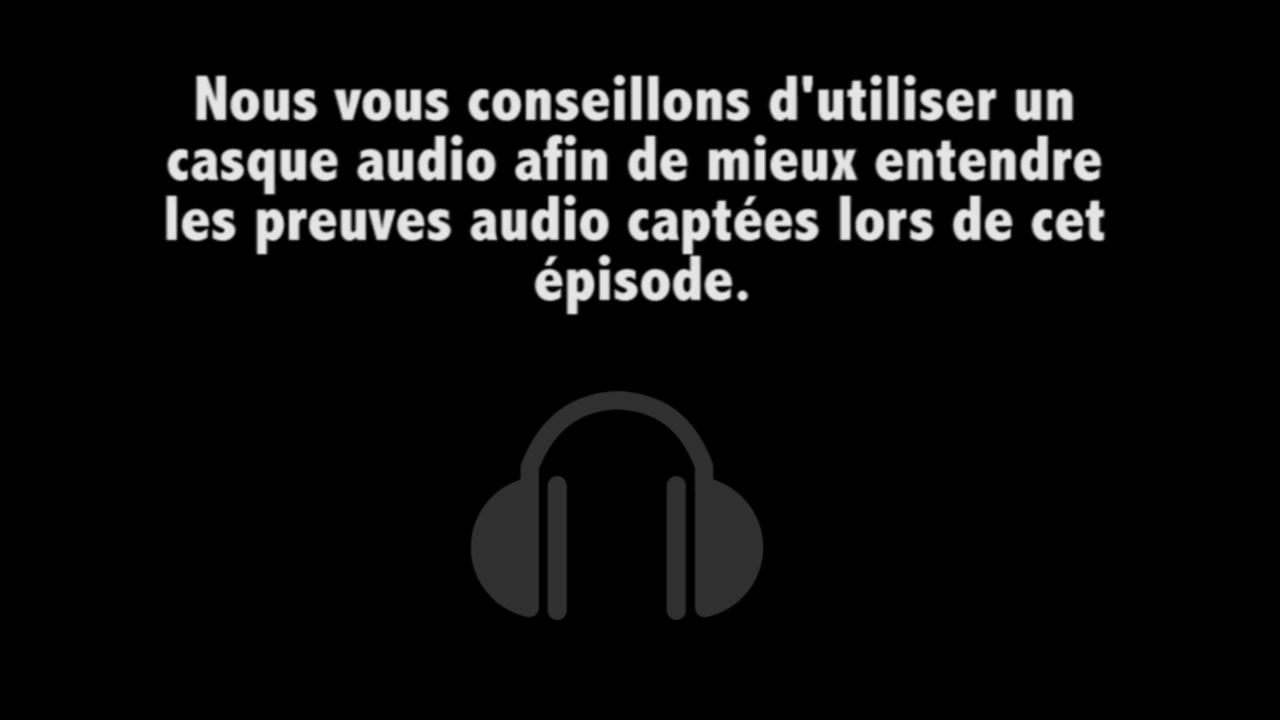 Nous vous conseillons d'utiliser un
casque audio afin de mieux entendre
les preuves audio captées lors de cet
épisode.